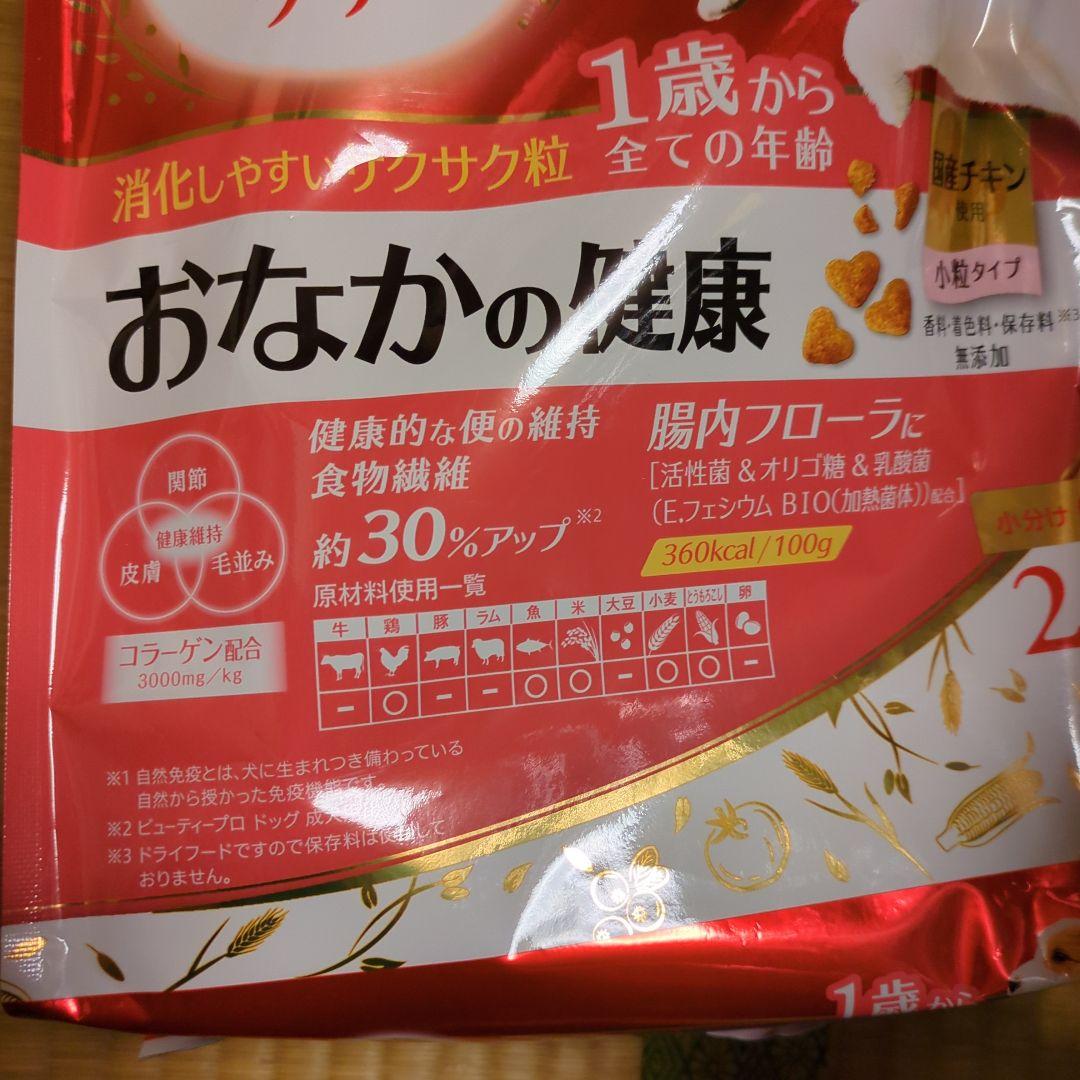 1歳から
全ての年齢
消化しやすいサクサク粒
国産チキン
使用
小粒タイプ
おなかの健康
香料・着色料・保存料※3
無添加
健康的な便の維持
食物繊維
約30%アップ※2
腸内フローラに
[活性菌&オリゴ糖&乳酸菌
(E.フェシウム BIO(加熱菌体))配合]
360kcal/100g
小分け
2
関節
健康維持
皮膚
毛並み
コラーゲン配合
3000mg/kg
原材料使用一覧
牛 鶏 豚 ラム 魚 米 大豆 小麦 とうもろこし 卵
- ○ - - ○ ○ - ○ ○ -
※1 自然免疫とは、犬に生まれつき備わっている
自然から授かった免疫機能です。
※2 ビューティープロ ドッグ 成犬
※3 ドライフードですので保存料は使用して
おりません。
1歳から